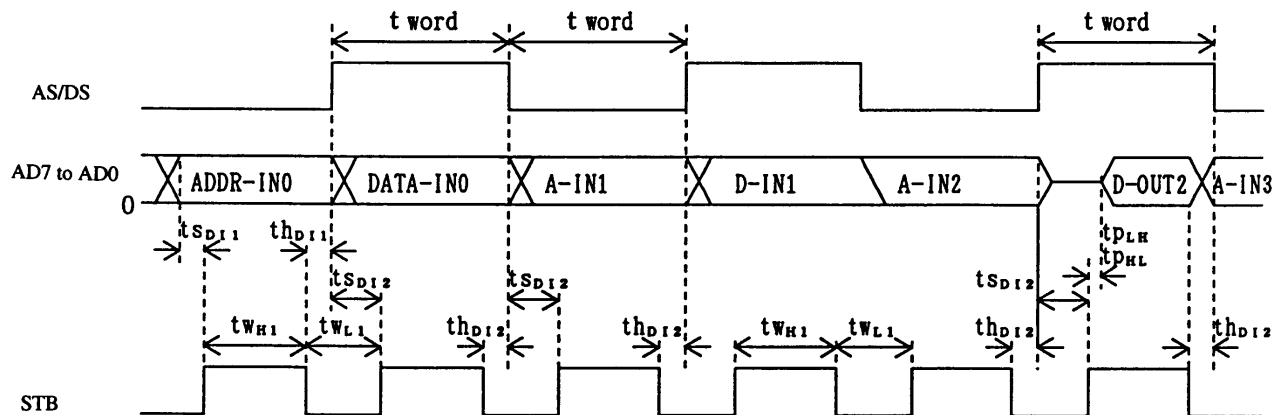 t word t word t word
AS/DS
AD7 to AD0 ADDR-IN0 DATA-IN0 A-IN1 D-IN1 A-IN2 D-OUT2 A-IN3
0
tsDI1 thDI1 tpLH
tpHL
tsDI2 tsDI2 tsDI2
twH1 twL1 thDI2 thDI2 twH1 twL1 thDI2 thDI2
STB